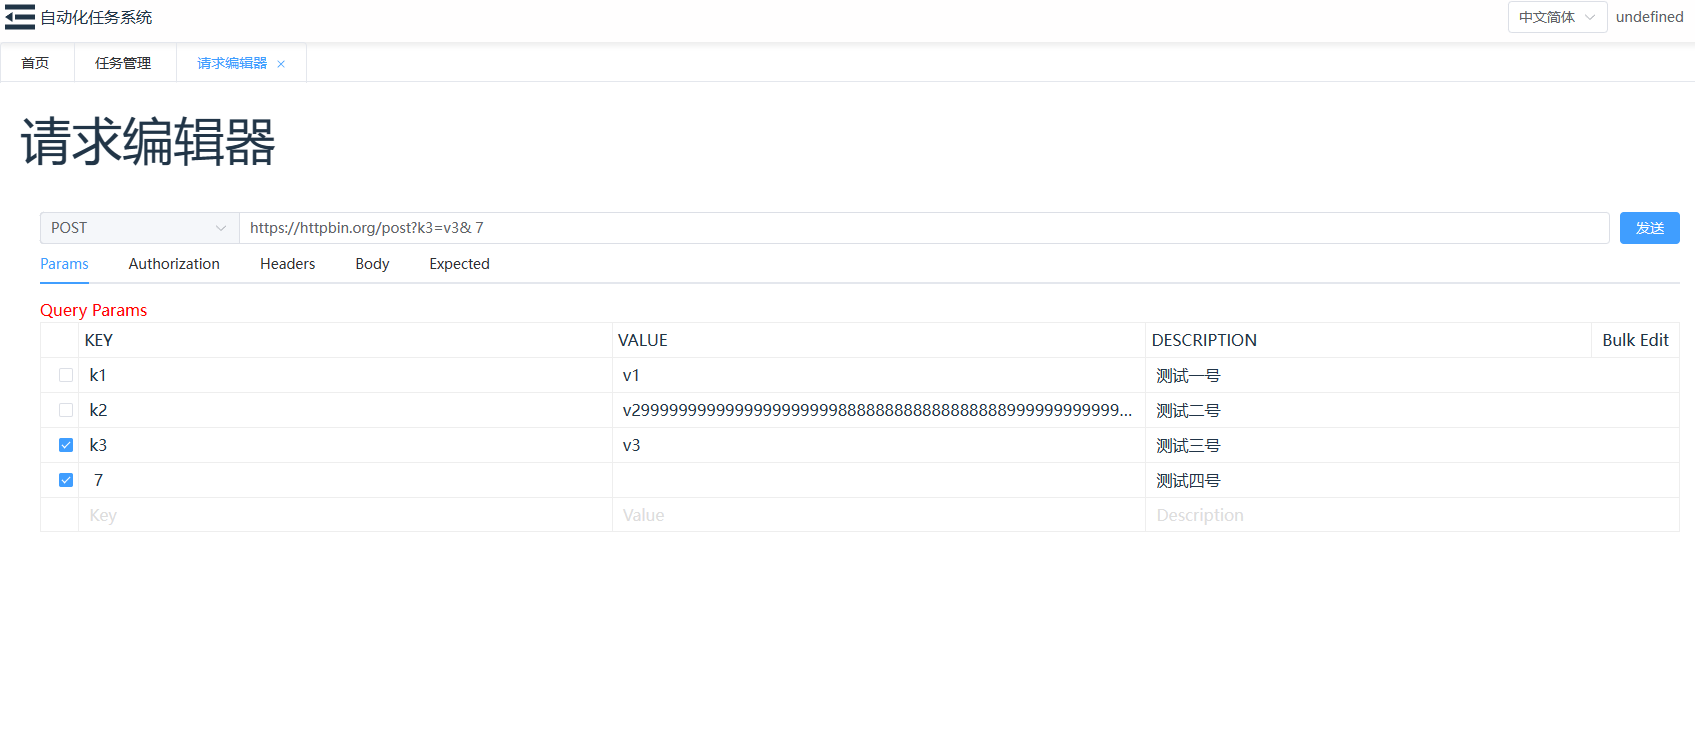 自动化任务系统
中文简体
undefined
首页
任务管理
请求编辑器
请求编辑器
POST
https://httpbin.org/post?k3=v3& 7
发送
Params
Authorization
Headers
Body
Expected
Query Params
KEY
VALUE
DESCRIPTION
Bulk Edit
k1
v1
测试一号
k2
测试二号
k3
v3
测试三号
7
测试四号
Key
Value
Description